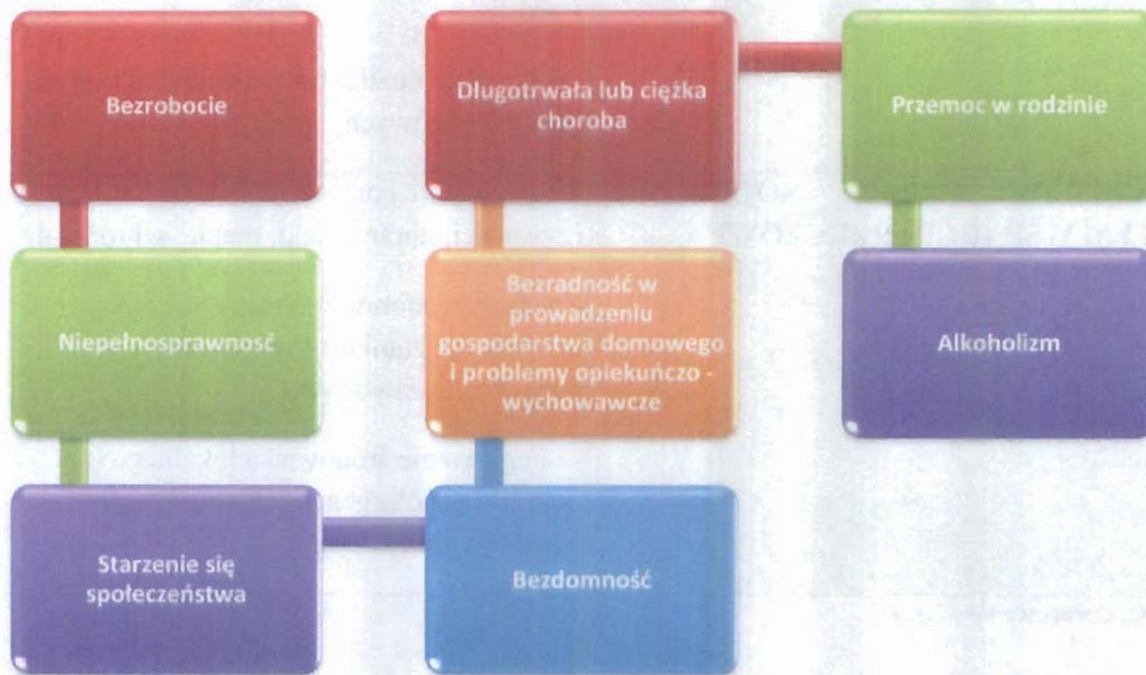 Bezrobocie
Niepełnosprawność
Starzenie się
społeczeństwa
Bezdomność
Bezradność w
prowadzeniu
gospodarstwa domowego
i problemy opiekuńczo -
wychowawcze
Długotrwała lub ciężka
choroba
Przemoc w rodzinie
Alkoholizm